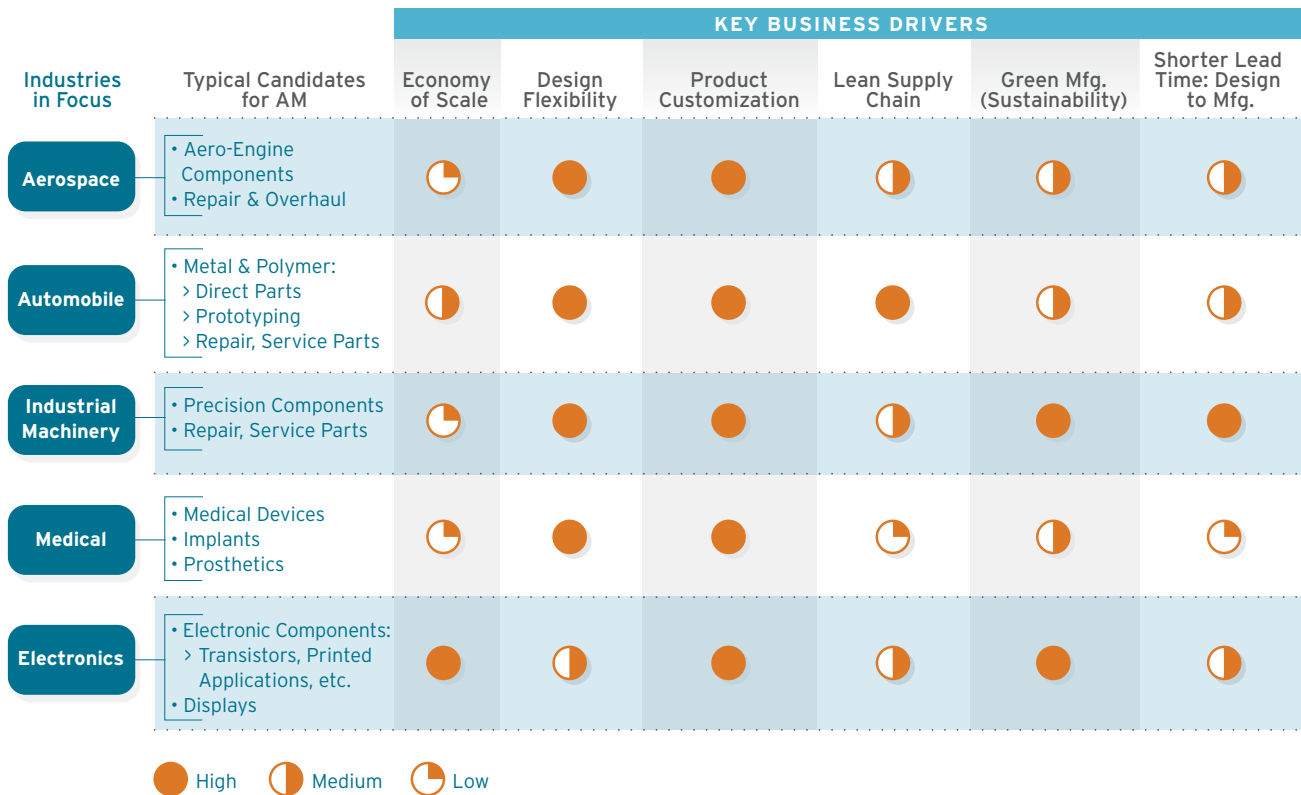 KEY BUSINESS DRIVERS
Industries
in Focus
Typical Candidates
for AM
Economy
of Scale
Design
Flexibility
Product
Customization
Lean Supply
Chain
Green Mfg.
(Sustainability)
Shorter Lead
Time: Design
to Mfg.
Aerospace
• Aero-Engine
Components
• Repair & Overhaul
Automobile
• Metal & Polymer:
> Direct Parts
> Prototyping
> Repair, Service Parts
Industrial
Machinery
• Precision Components
• Repair, Service Parts
Medical
• Medical Devices
• Implants
• Prosthetics
Electronics
• Electronic Components:
> Transistors, Printed
Applications, etc.
• Displays
High
Medium
Low